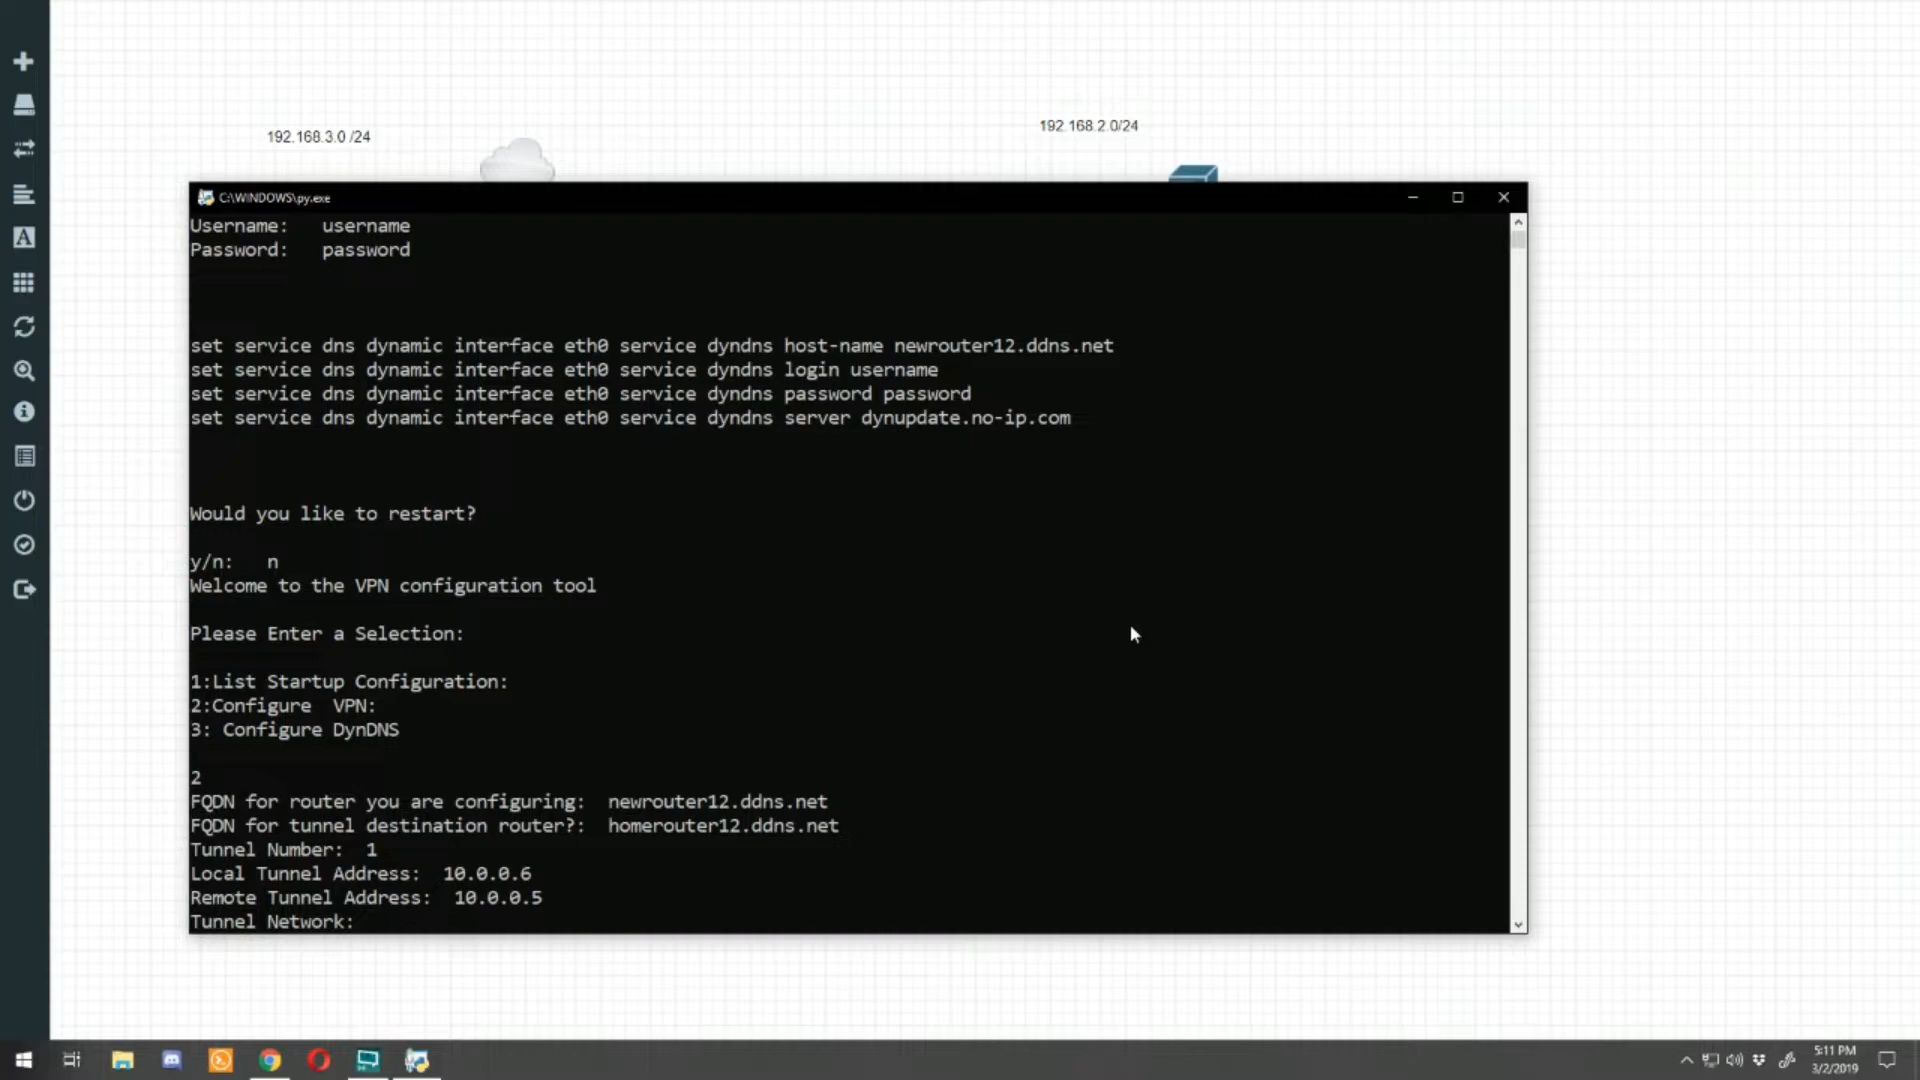 192.168.3.0 /24
192.168.2.0/24
C:\WINDOWS\py.exe
Username:   username
Password:   password
set service dns dynamic interface eth0 service dyndns host-name newrouter12.ddns.net
set service dns dynamic interface eth0 service dyndns login username
set service dns dynamic interface eth0 service dyndns password password
set service dns dynamic interface eth0 service dyndns server dynupdate.no-ip.com
Would you like to restart?
y/n:   n
Welcome to the VPN configuration tool
Please Enter a Selection:
1:List Startup Configuration:
2:Configure  VPN:
3: Configure DynDNS
2
FQDN for router you are configuring:  newrouter12.ddns.net
FQDN for tunnel destination router?:  homerouter12.ddns.net
Tunnel Number:  1
Local Tunnel Address:  10.0.0.6
Remote Tunnel Address:  10.0.0.5
Tunnel Network:
5:11 PM
3/2/2019